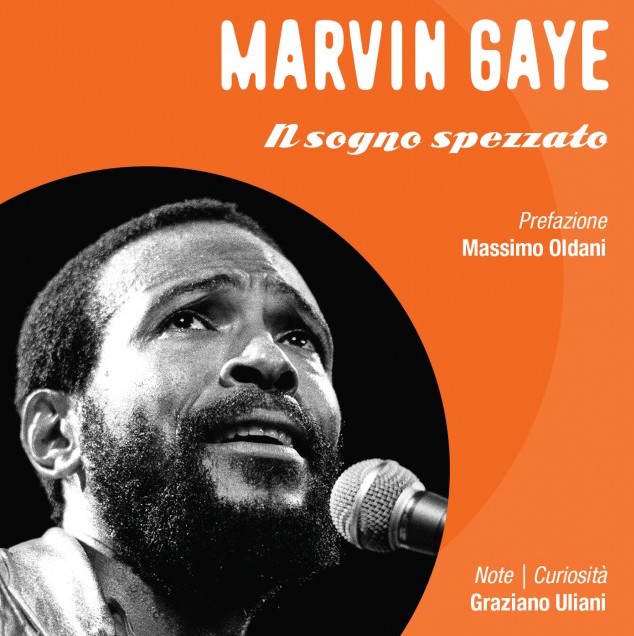 MARVIN GAYE
Il sogno spezzato
Prefazione
Massimo Oldani
Note | Curiosità
Graziano Uliani